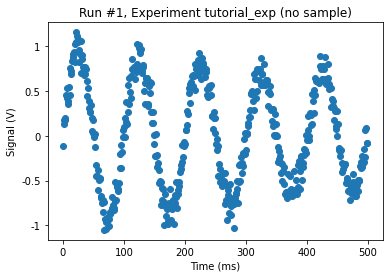 Run #1, Experiment tutorial_exp (no sample)
Signal (V)
1
0.5
0
-0.5
-1
0 100 200 300 400 500
Time (ms)